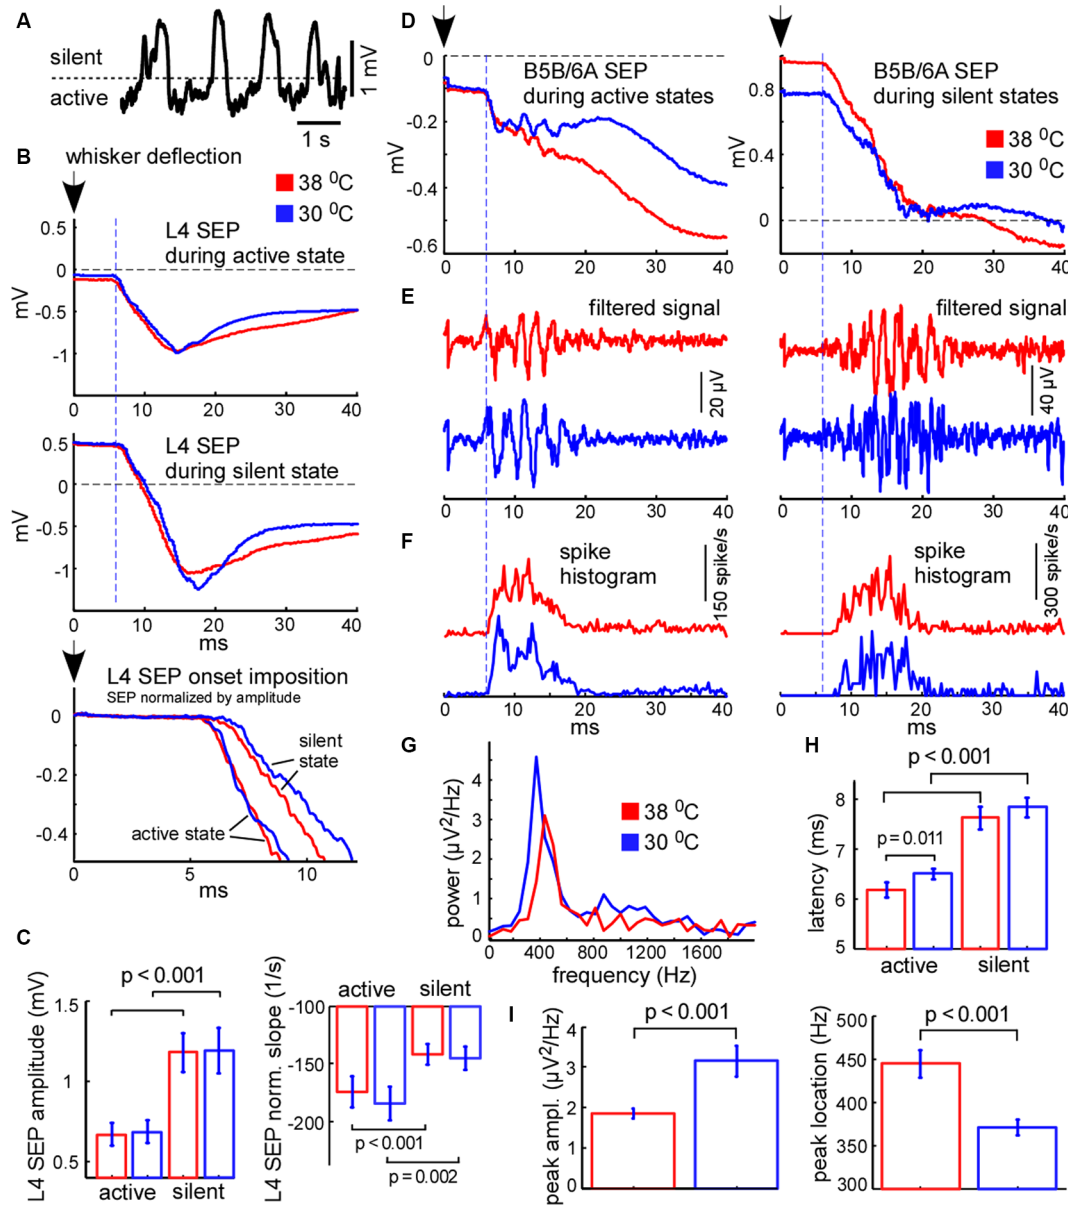 A
silent
active
1 mV
1 s
B
whisker deflection
38 ⁰C
30 ⁰C
L4 SEP
during active state
0.5
0
-0.5
-1
mV
0
10
20
30
40
L4 SEP
during silent state
0.5
0
-0.5
-1
mV
0
10
20
30
40
ms
L4 SEP onset imposition
SEP normalized by amplitude
silent
state
active state
0
-0.2
-0.4
0
5
10
ms
C
p < 0.001
L4 SEP amplitude (mV)
1.5
1
0.5
active
silent
L4 SEP norm. slope (1/s)
active
silent
-100
-150
-200
p < 0.001
p = 0.002
D
B5B/6A SEP
during active states
0
-0.2
-0.4
-0.6
mV
0
10
20
30
40
B5B/6A SEP
during silent states
38 ⁰C
30 ⁰C
0.8
0.4
0
mV
0
10
20
30
40
E
filtered signal
20 µV
0
10
20
30
40
filtered signal
40 µV
0
10
20
30
40
F
spike
histogram
150 spike/s
0
10
20
30
40
ms
spike
histogram
300 spike/s
0
10
20
30
40
ms
G
38 ⁰C
30 ⁰C
power (µV²/Hz)
4
3
2
1
0
0
400
800
1200
1600
frequency (Hz)
H
p < 0.001
p = 0.011
latency (ms)
8
7
6
5
active
silent
I
p < 0.001
peak ampl. (µV²/Hz)
4
3
2
1
0
p < 0.001
peak location (Hz)
500
450
400
350
300